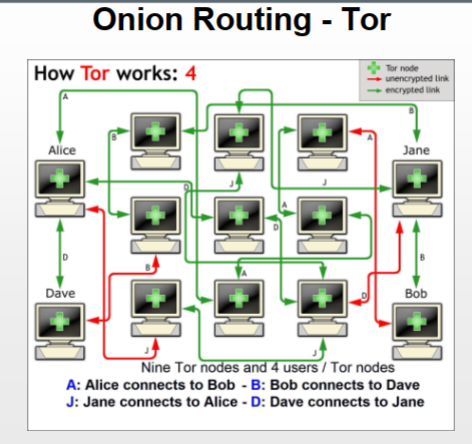 Onion Routing - Tor
How Tor works: 4
Tor node
unencrypted link
encrypted link
A
B
Alice
B
A
Jane
J
J
A
D
D
B
B
A
D
Dave
Bob
J
J
Nine Tor nodes and 4 users / Tor nodes
A: Alice connects to Bob - B: Bob connects to Dave
J: Jane connects to Alice - D: Dave connects to Jane